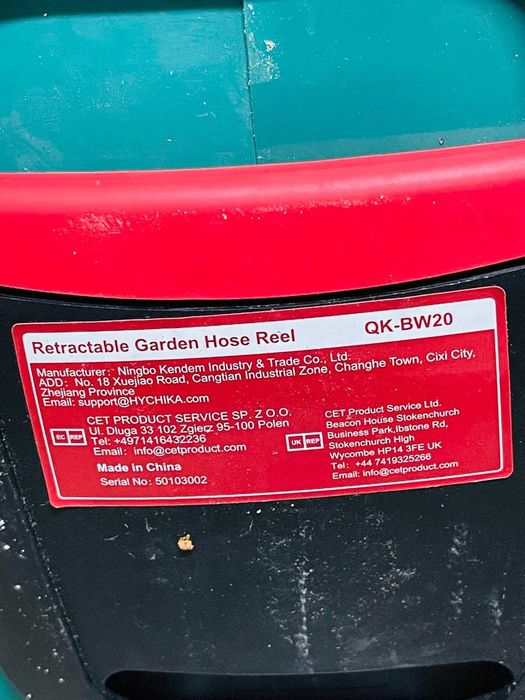 Retractable Garden Hose Reel QK-BW20
Manufacturer: Ningbo Kendem Industry & Trade Co., Ltd.
ADD: No. 18 Xuejiao Road, Cangtian Industrial Zone, Changhe Town, Cixi City,
Zhejiang Province
Email: support@HYCHIKA.com
EC REP
CET PRODUCT SERVICE SP. Z O.O.
Ul. Dluga 33 102 Zgierz 95-100 Polen
Tel: +4971416432236
Email: info@cetproduct.com
UK REP
CET Product Service Ltd.
Beacon House Stokenchurch
Business Park,Ibstone Rd,
Stokenchurch High
Wycombe HP14 3FE UK
Tel: +44 7419325266
Email: info@cetproduct.com
Made in China
Serial No: 50103002